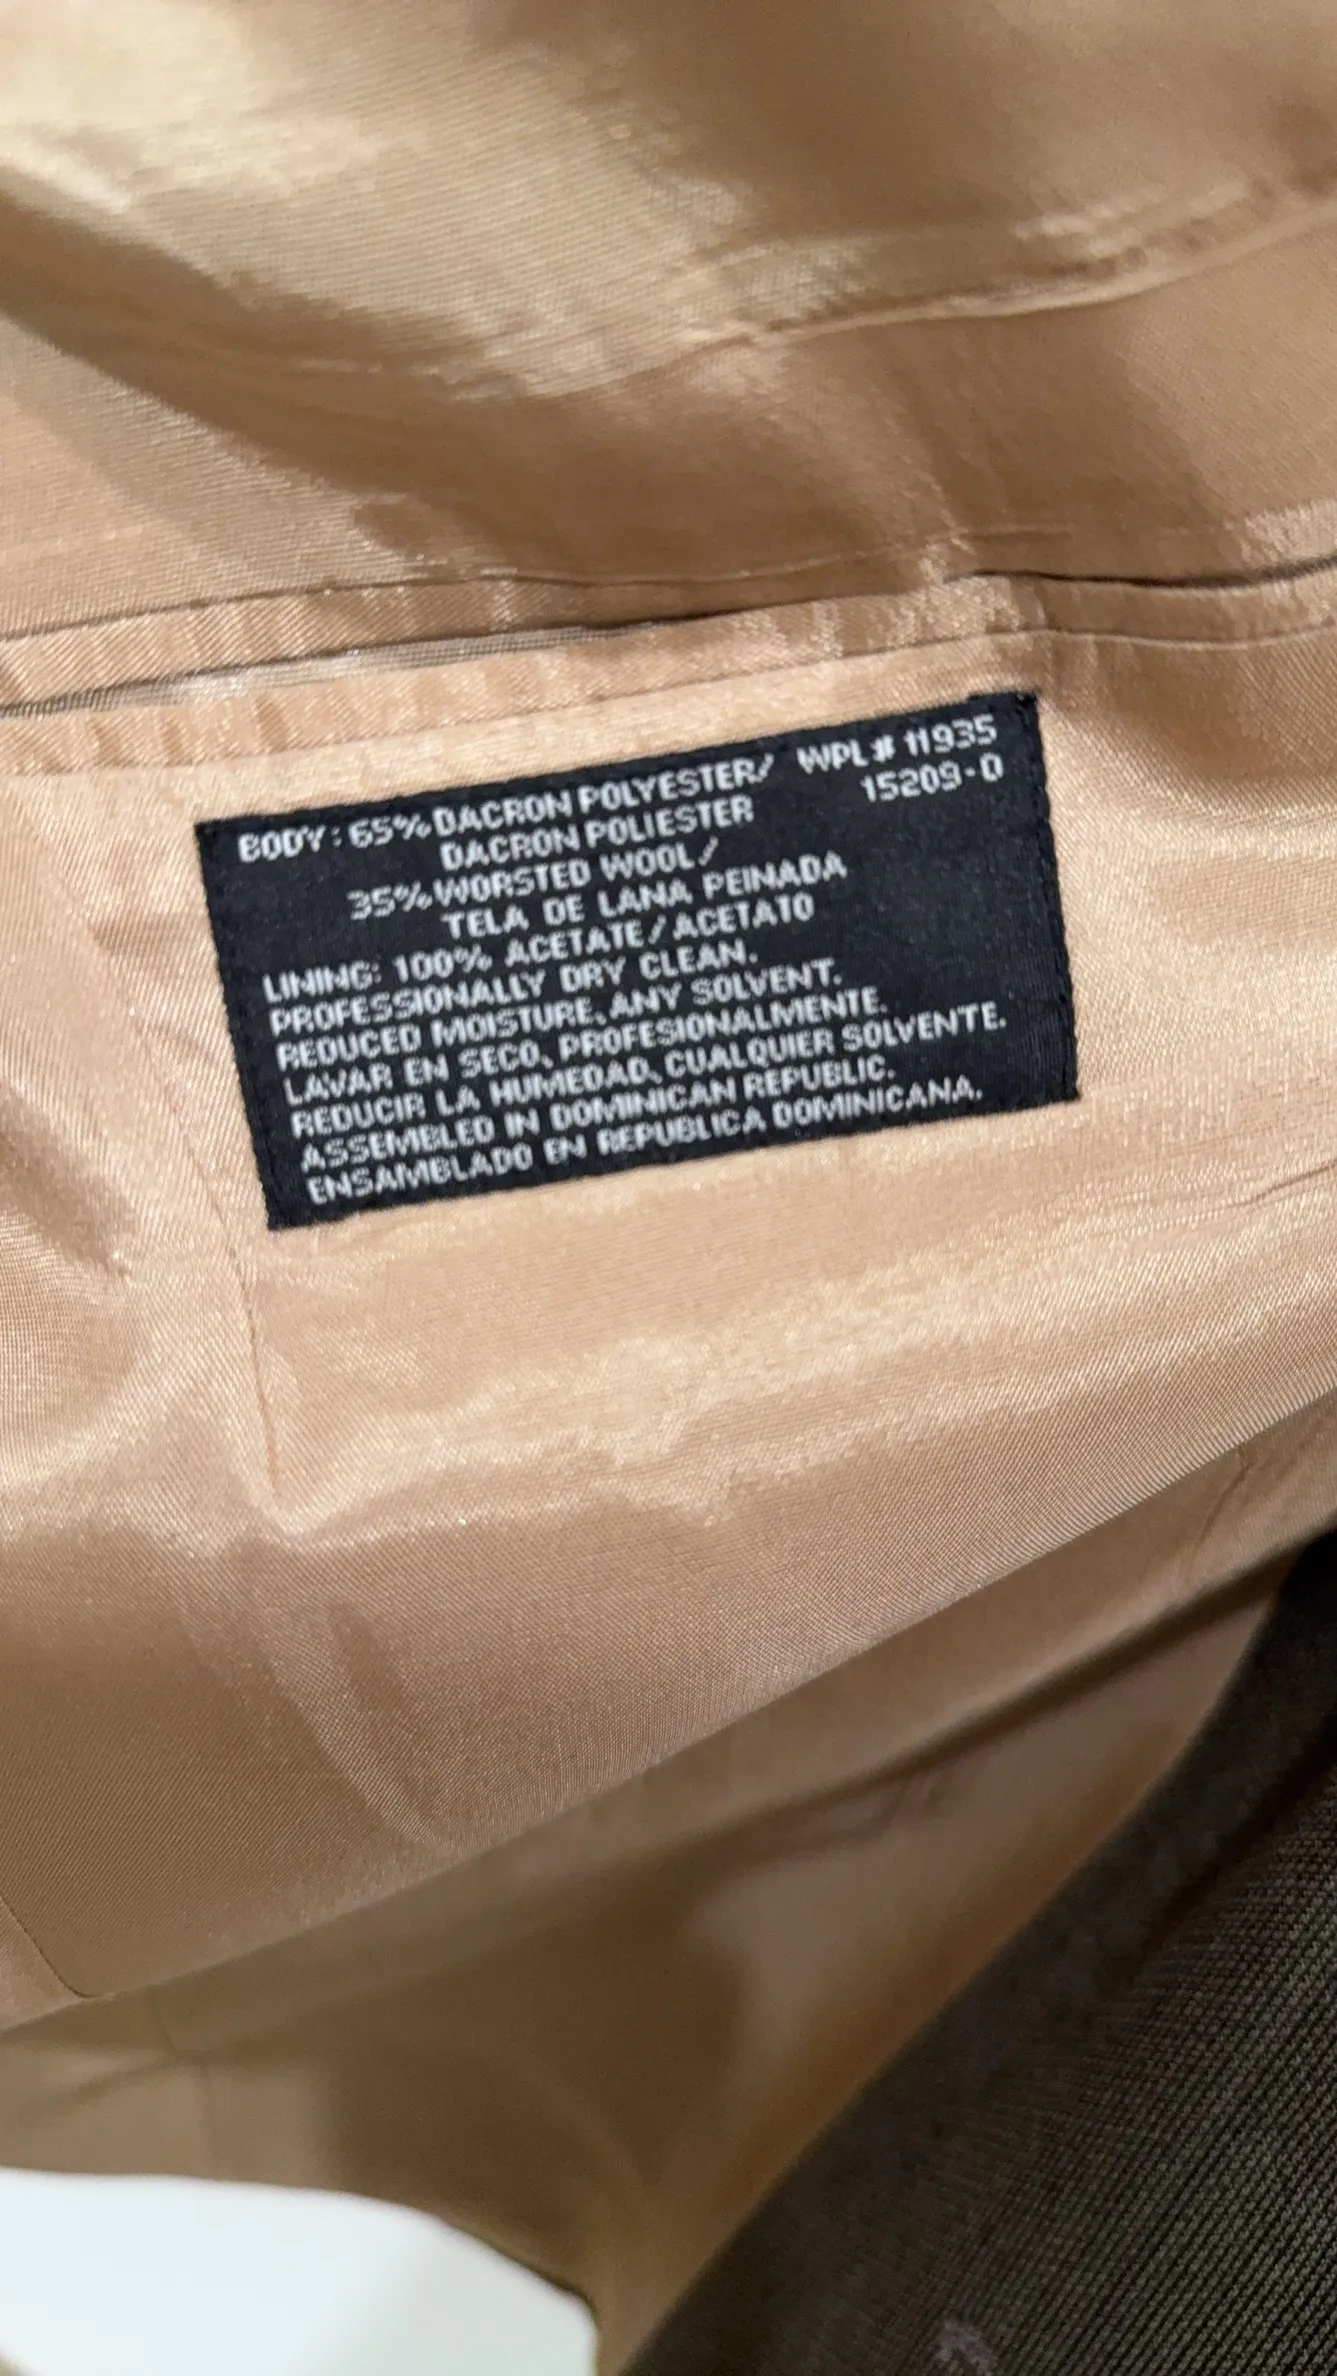 BODY: 65% DACRON POLYESTER/ WPL # 11935
DACRON POLIESTER 15209-0
35% WORSTED WOOL/
TELA DE LANA PEINADA
LINING: 100% ACETATE/ACETATO
PROFESSIONALLY DRY CLEAN.
REDUCED MOISTURE, ANY SOLVENT.
LAVAR EN SECO, PROFESIONALMENTE.
REDUCIR LA HUMEDAD, CUALQUIER SOLVENTE.
ASSEMBLED IN DOMINICAN REPUBLIC.
ENSAMBLADO EN REPUBLICA DOMINICANA.